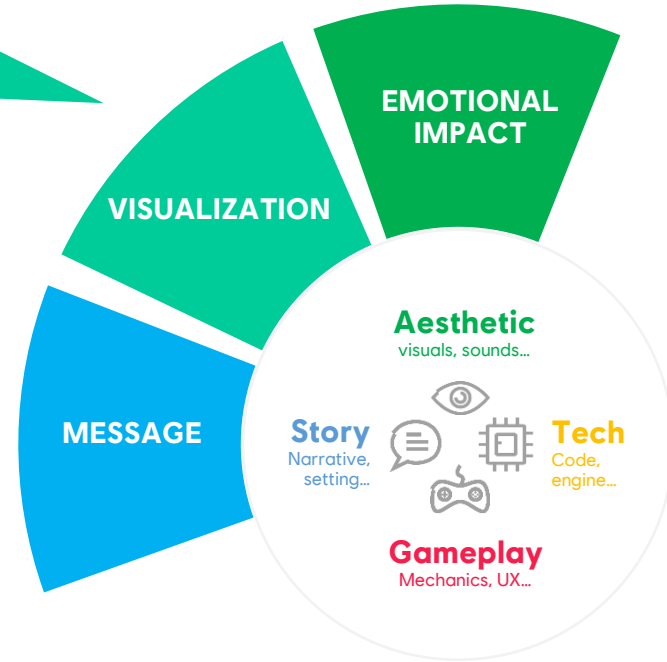 EMOTIONAL
IMPACT
VISUALIZATION
MESSAGE
Aesthetic
visuals, sounds...
Story
Narrative,
setting...
Tech
Code,
engine...
Gameplay
Mechanics, UX...